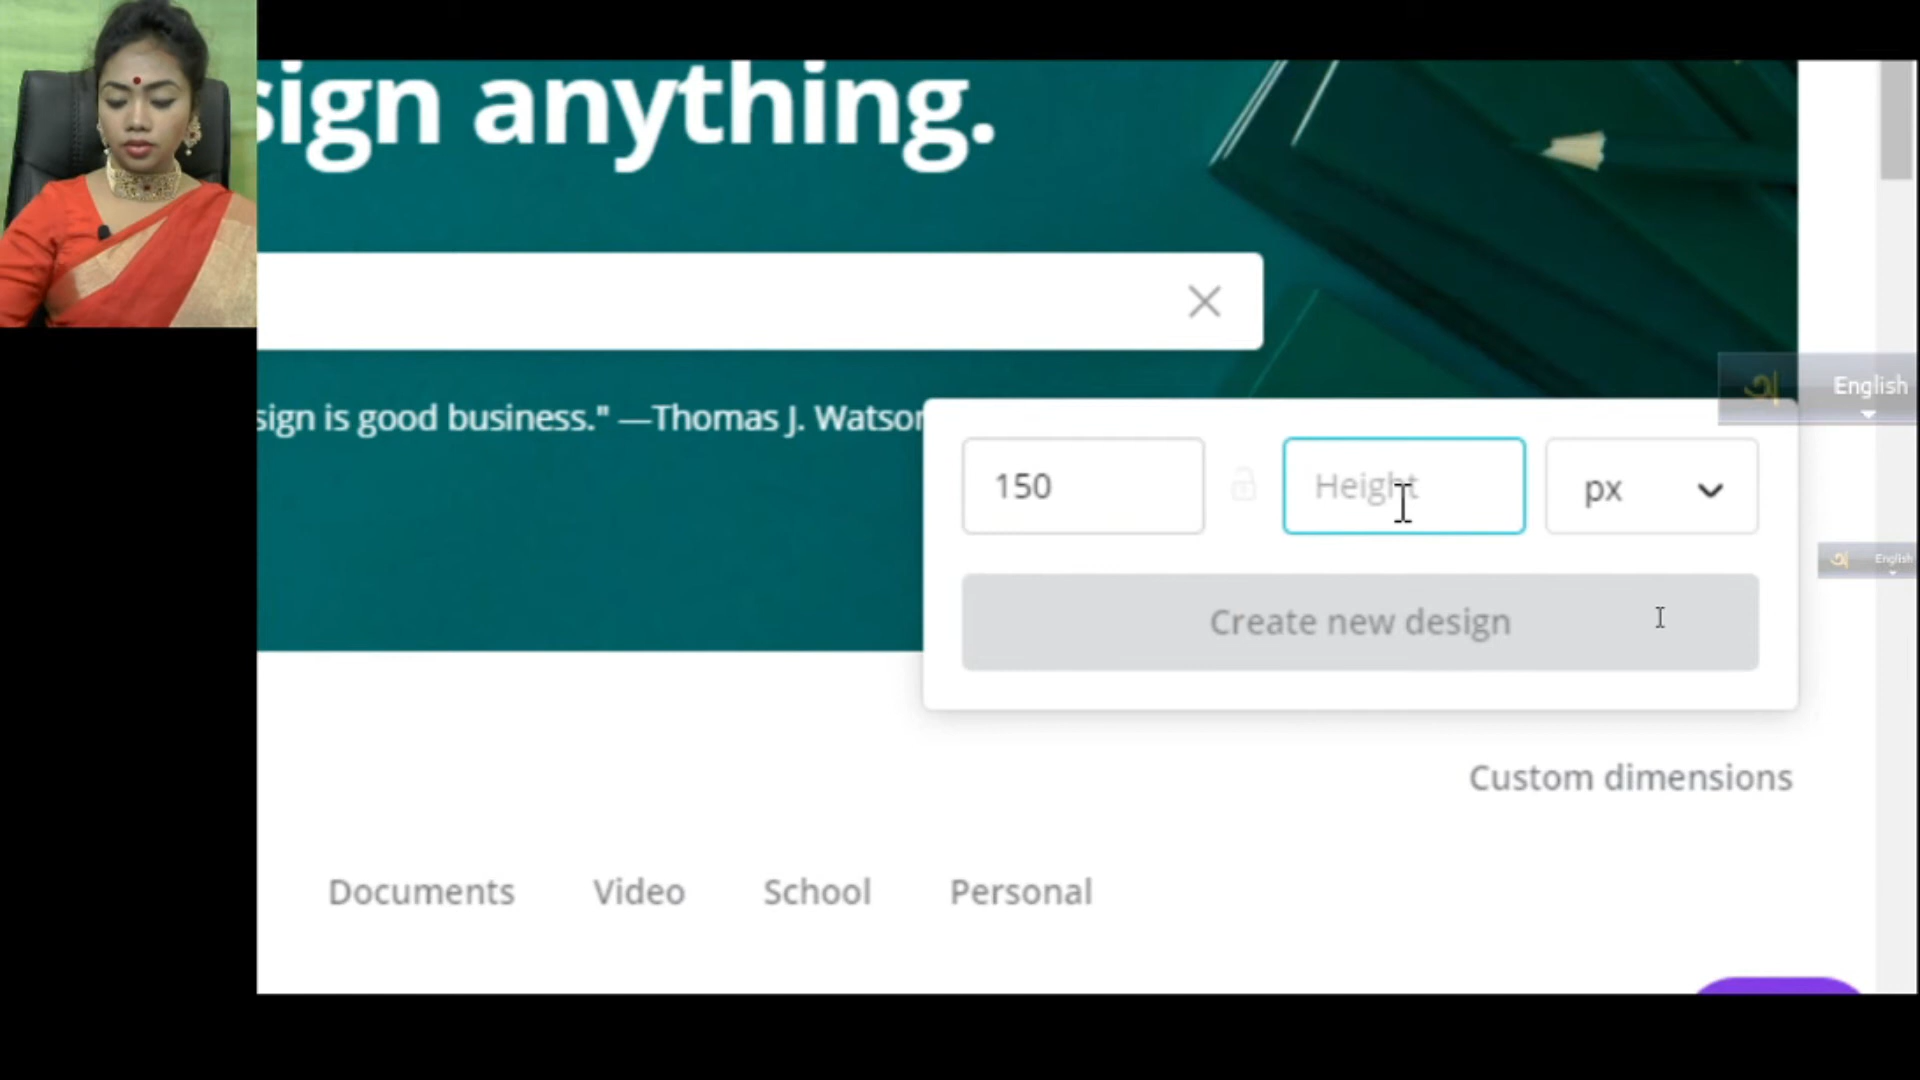 sign anything.
sign is good business." —Thomas J. Watson
অ English
150
Height
px
অ English
Create new design
Custom dimensions
Documents
Video
School
Personal